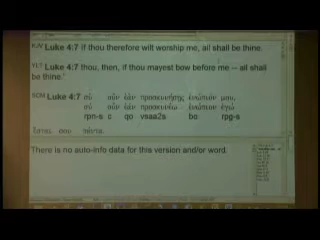 KJV Luke 4:7 if thou therefore wilt worship me, all shall be thine.
YLT Luke 4:7 thou, then, if thou mayest bow before me -- all shall
be thine.'
Luke 4:7 σὺ οὖν ἐὰν προσκυνήσῃς ἐνώπιόν μου,
σύ οὖν ἐάν προσκυνέω ἐνώπιον ἐγώ
rpn-s c qo vsaa2s bo rpg-s
ἔσται σου πάντα.
There is no auto-info data for this version and/or word.